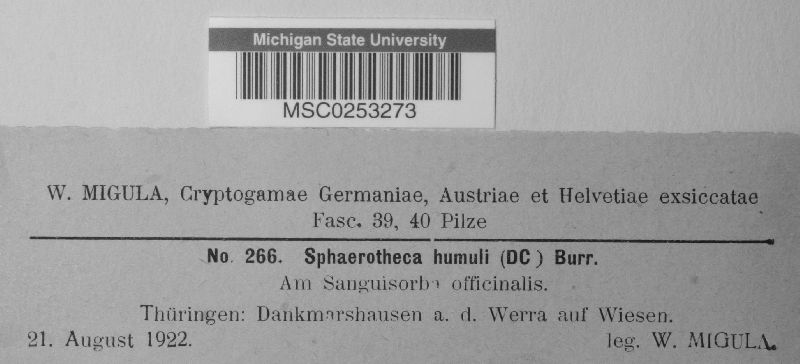 Michigan State University
MSC0253273
W. MIGULA, Cryptogamae Germaniae, Austriae et Helvetiae exsiccatae
Fasc. 39, 40 Pilze
No. 266. Sphaerotheca humuli (DC) Burr.
Am Sanguisorba officinalis.
Thüringen: Dankmarshausen a. d. Werra auf Wiesen.
21. August 1922. leg. W. MIGULA.